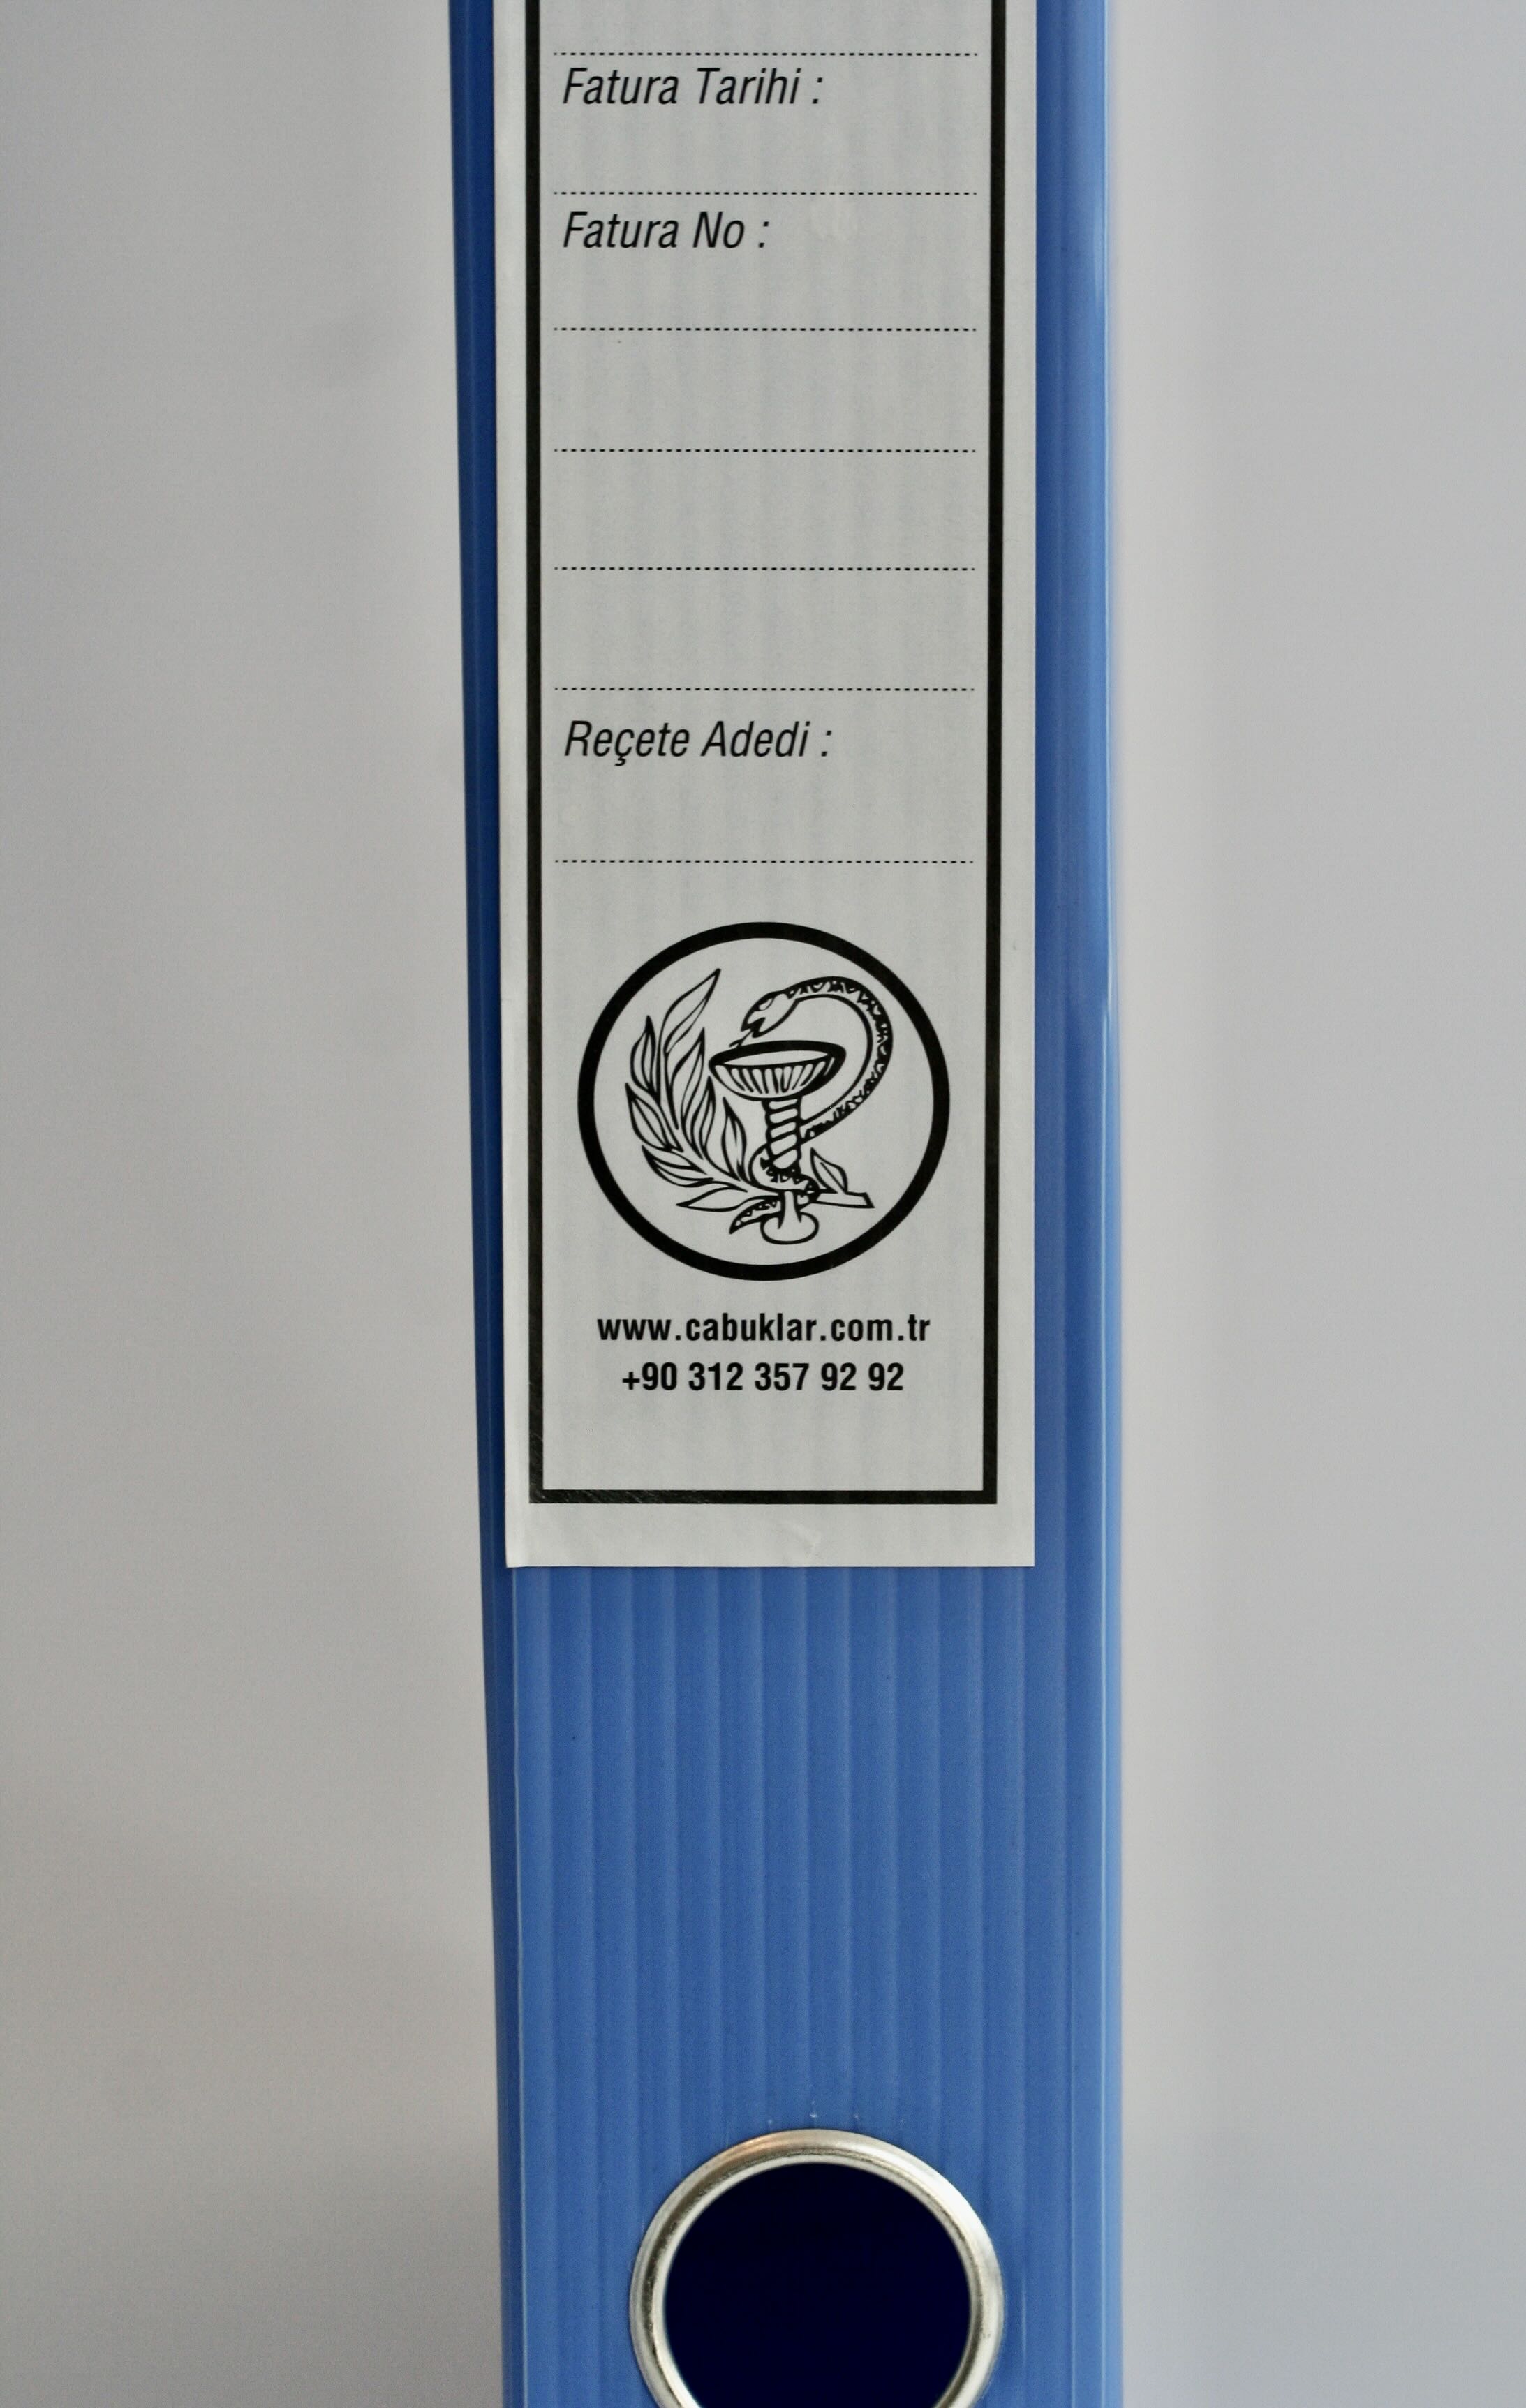 Fatura Tarihi :
Fatura No :
Reçete Adedi :
www.cabuklar.com.tr
+90 312 357 92 92